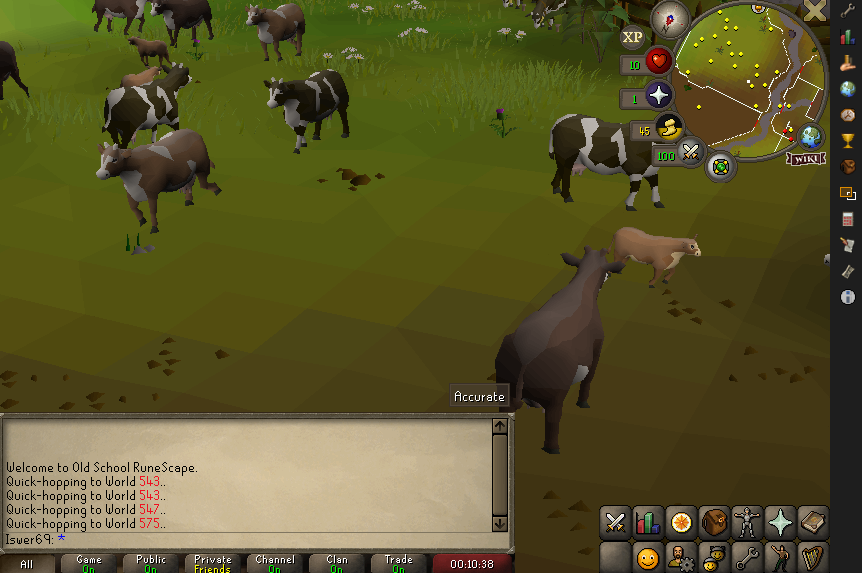 XP
10
1
45
100
WIKI
Accurate
Welcome to Old School RuneScape.
Quick-hopping to World 543..
Quick-hopping to World 543..
Quick-hopping to World 547..
Quick-hopping to World 575..
Iswer69: *
All
Game
On
Public
On
Private
Friends
Channel
On
Clan
On
Trade
On
00:10:38